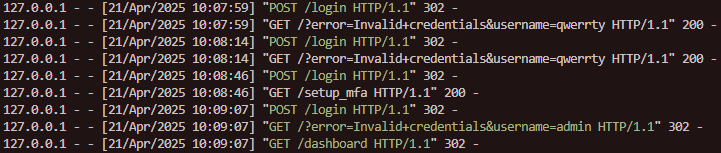 127.0.0.1 - - [21/Apr/2025 10:07:59] "POST /login HTTP/1.1" 302 -
127.0.0.1 - - [21/Apr/2025 10:07:59] "GET /?error=Invalid+credentials&username=qwerrty HTTP/1.1" 200 -
127.0.0.1 - - [21/Apr/2025 10:08:14] "POST /login HTTP/1.1" 302 -
127.0.0.1 - - [21/Apr/2025 10:08:14] "GET /?error=Invalid+credentials&username=qwerrty HTTP/1.1" 200 -
127.0.0.1 - - [21/Apr/2025 10:08:46] "POST /login HTTP/1.1" 302 -
127.0.0.1 - - [21/Apr/2025 10:08:46] "GET /setup_mfa HTTP/1.1" 200 -
127.0.0.1 - - [21/Apr/2025 10:09:07] "POST /login HTTP/1.1" 302 -
127.0.0.1 - - [21/Apr/2025 10:09:07] "GET /?error=Invalid+credentials&username=admin HTTP/1.1" 302 -
127.0.0.1 - - [21/Apr/2025 10:09:07] "GET /dashboard HTTP/1.1" 302 -